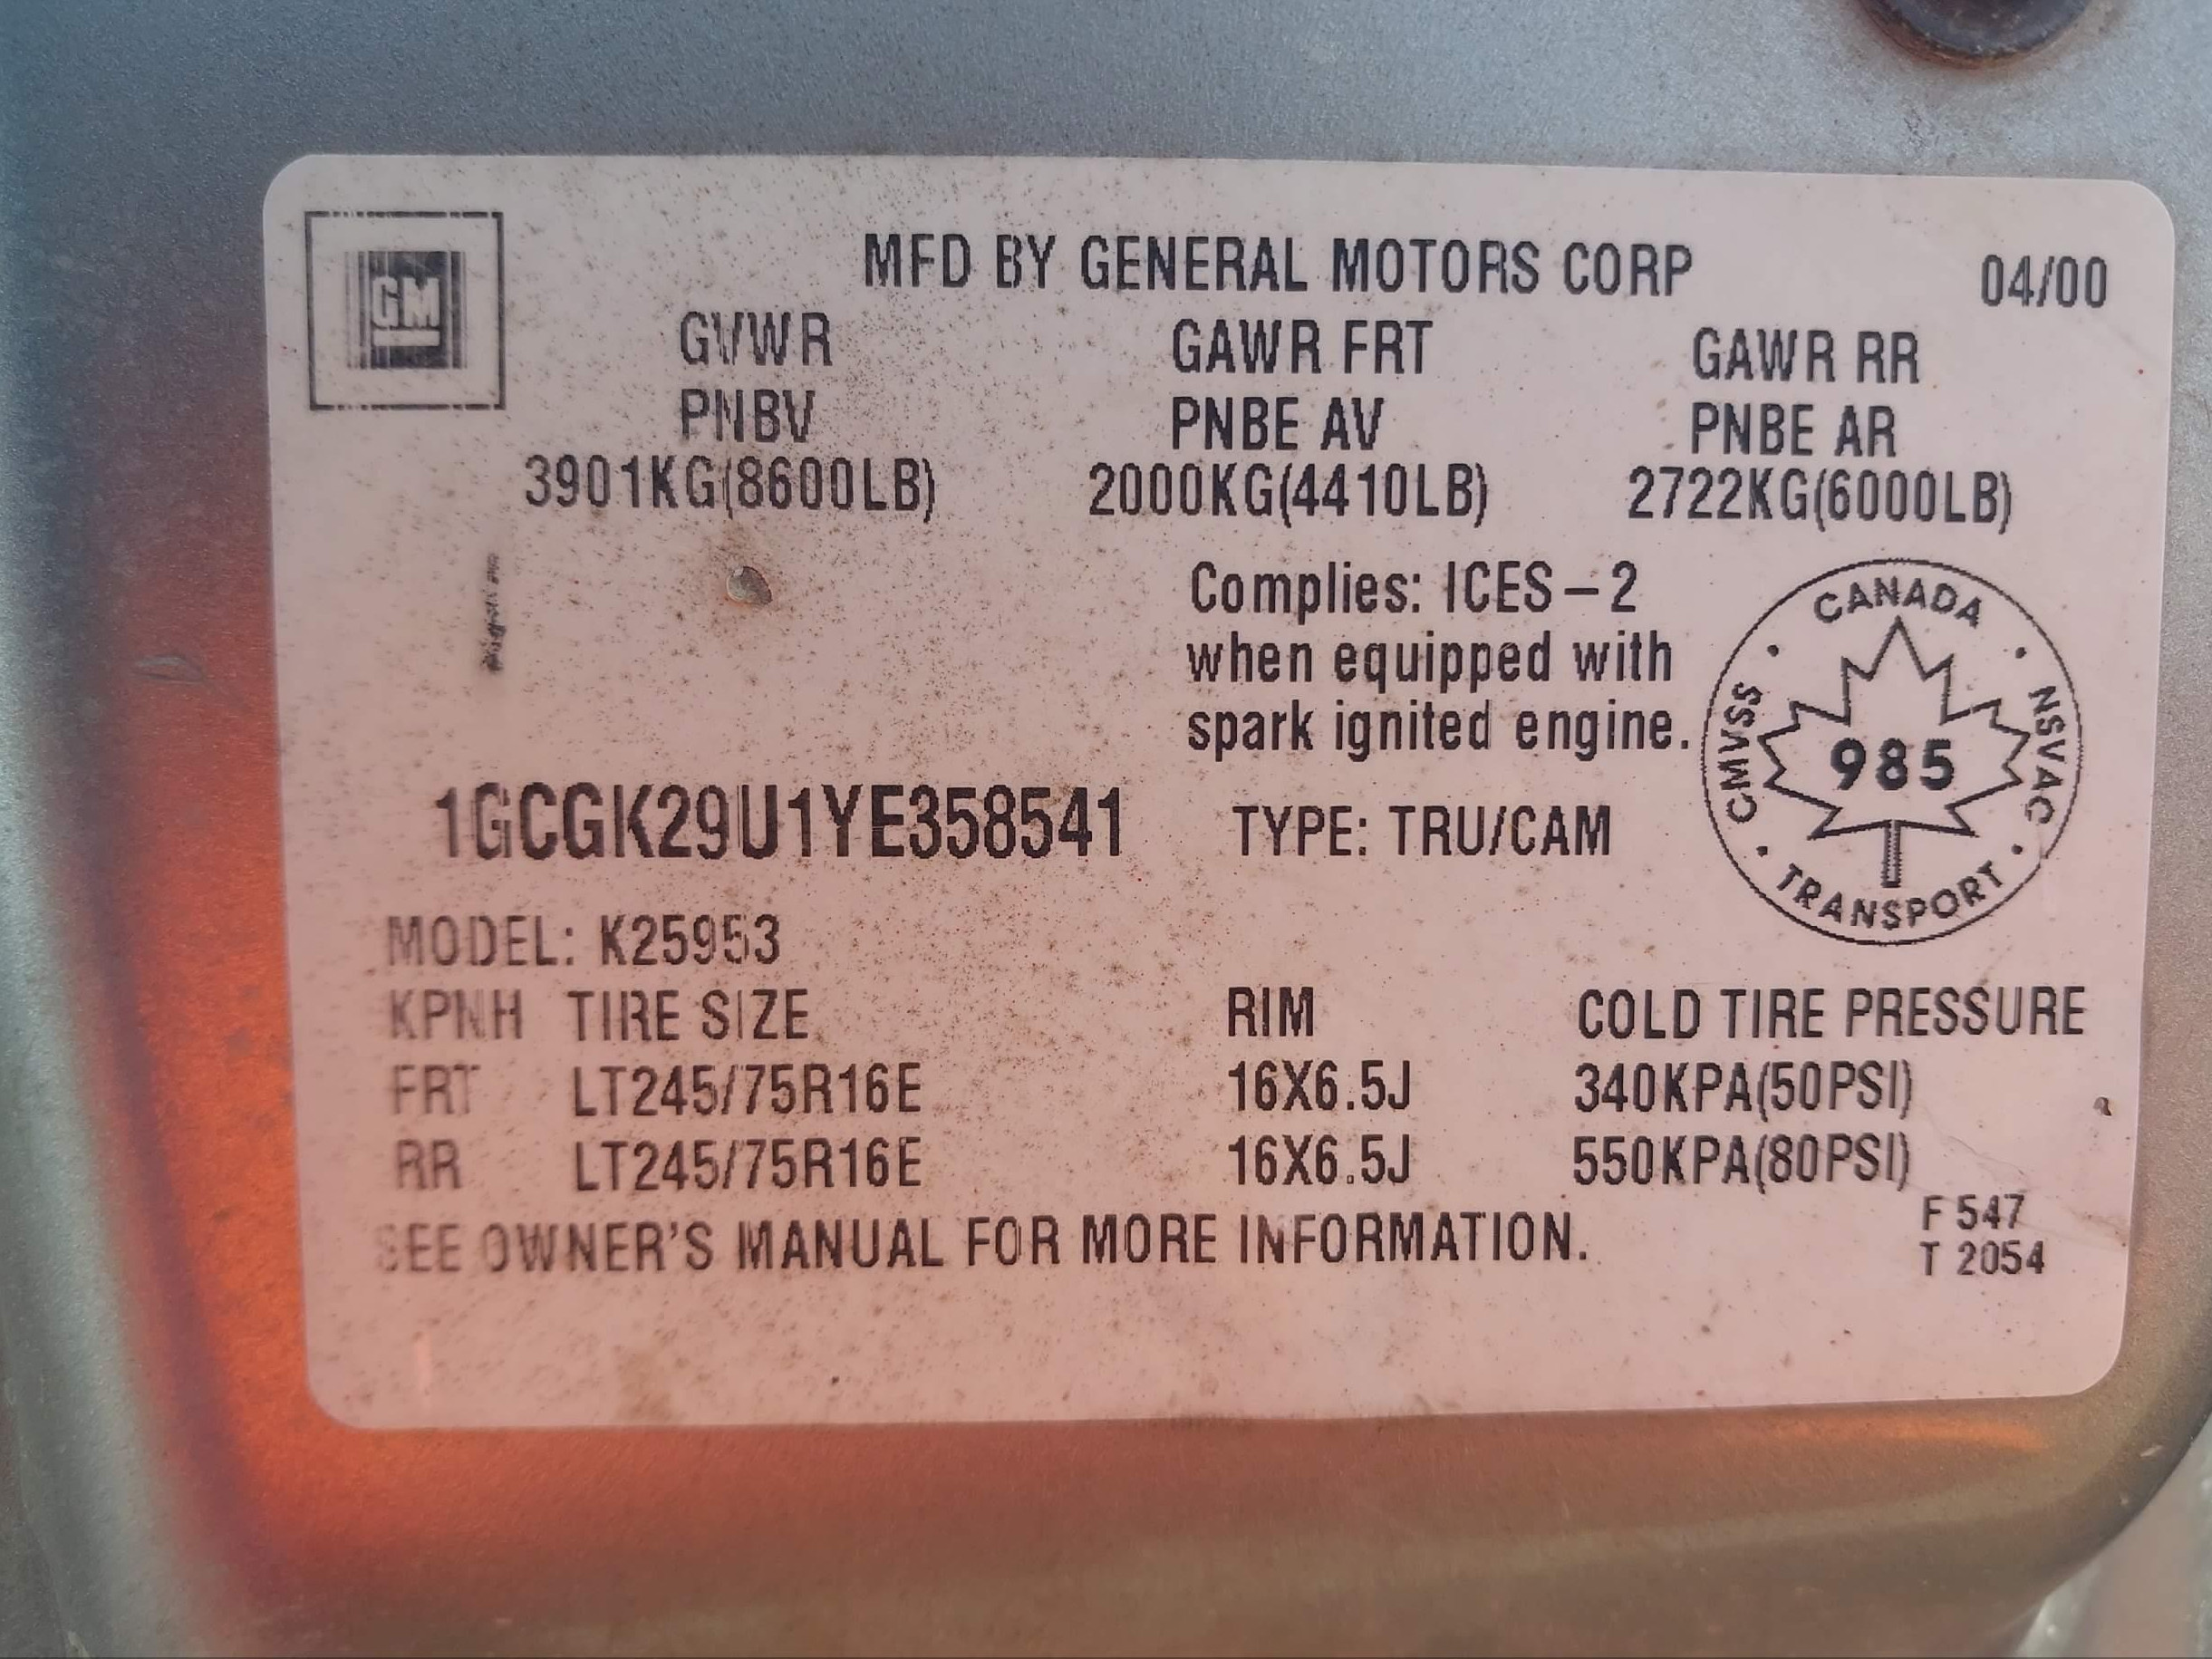 GM
MFD BY GENERAL MOTORS CORP 04/00
GVWR GAWR FRT GAWR RR
PNBV PNBE AV PNBE AR
3901KG(8600LB) 2000KG(4410LB) 2722KG(6000LB)
Complies: ICES-2
when equipped with
spark ignited engine.
CANADA
CMVSS
NSVAC
985
TRANSPORT
1GCGK29U1YE358541 TYPE: TRU/CAM
MODEL: K25953
KPNH TIRE SIZE RIM COLD TIRE PRESSURE
FRT LT245/75R16E 16X6.5J 340KPA(50PSI)
RR LT245/75R16E 16X6.5J 550KPA(80PSI)
SEE OWNER'S MANUAL FOR MORE INFORMATION.
F 547
T 2054